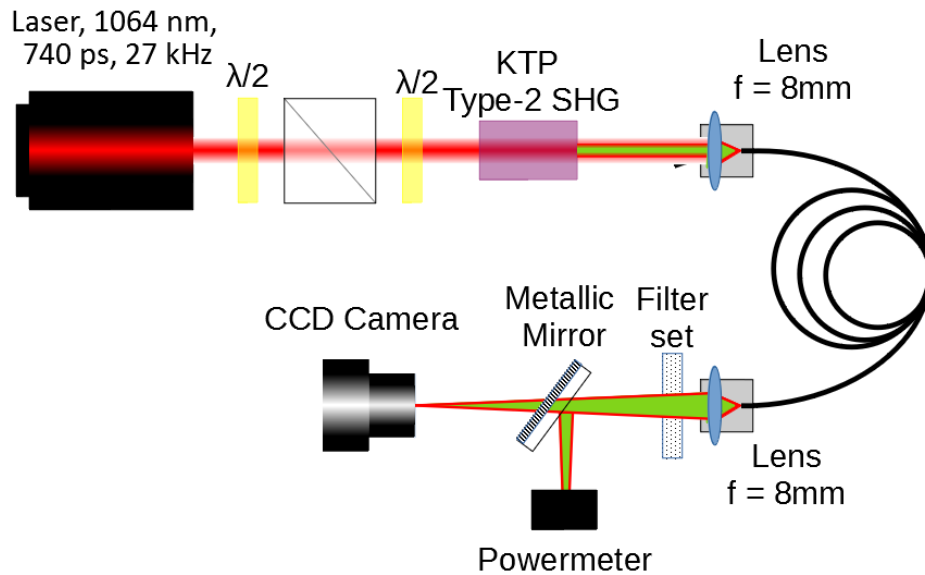 Laser, 1064 nm,
740 ps, 27 kHz
λ/2
λ/2
KTP
Type-2 SHG
Lens
f = 8mm
CCD Camera
Metallic
Mirror
Filter
set
Lens
f = 8mm
Powermeter